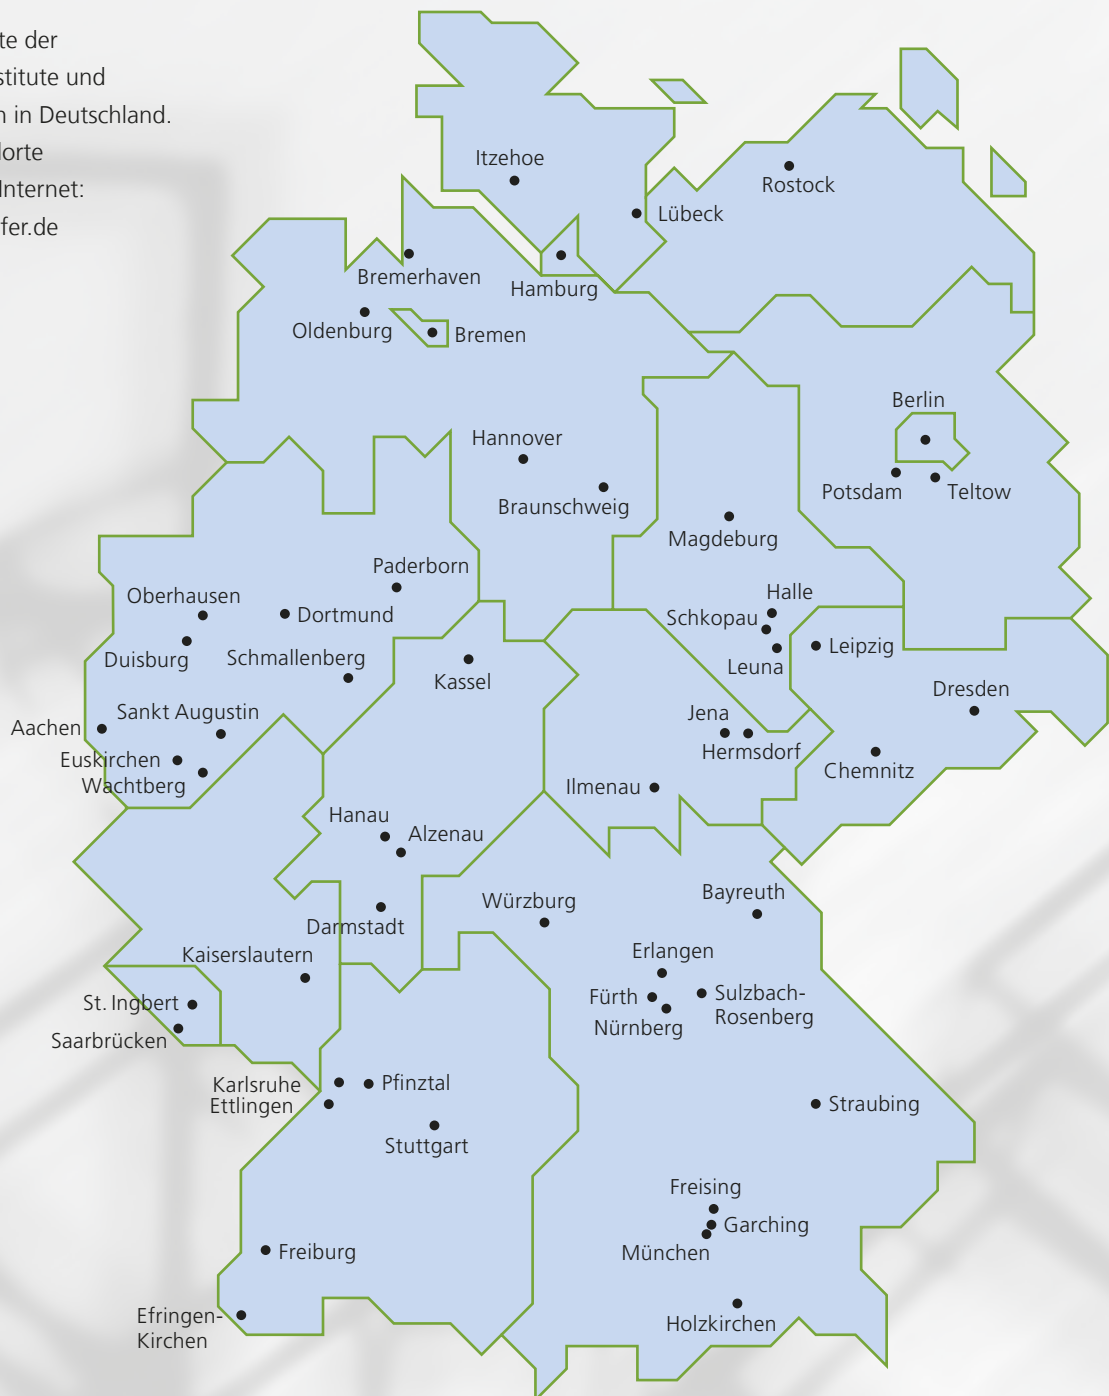 te der
stitute und
n in Deutschland.
dorte
Internet:
fer.de
Itzehoe
Rostock
Lübeck
Bremerhaven
Hamburg
Oldenburg
Bremen
Berlin
Hannover
Potsdam
Teltow
Braunschweig
Magdeburg
Paderborn
Oberhausen
Halle
Dortmund
Schkopau
Leipzig
Duisburg
Schmallenberg
Leuna
Kassel
Dresden
Sankt Augustin
Jena
Aachen
Hermsdorf
Euskirchen
Chemnitz
Wachtberg
Ilmenau
Hanau
Alzenau
Bayreuth
Würzburg
Darmstadt
Erlangen
Kaiserslautern
Sulzbach-
Rosenberg
Fürth
St. Ingbert
Nürnberg
Saarbrücken
Karlsruhe
Pfinztal
Ettlingen
Straubing
Stuttgart
Freising
Garching
Freiburg
München
Efringen-
Kirchen
Holzkirchen